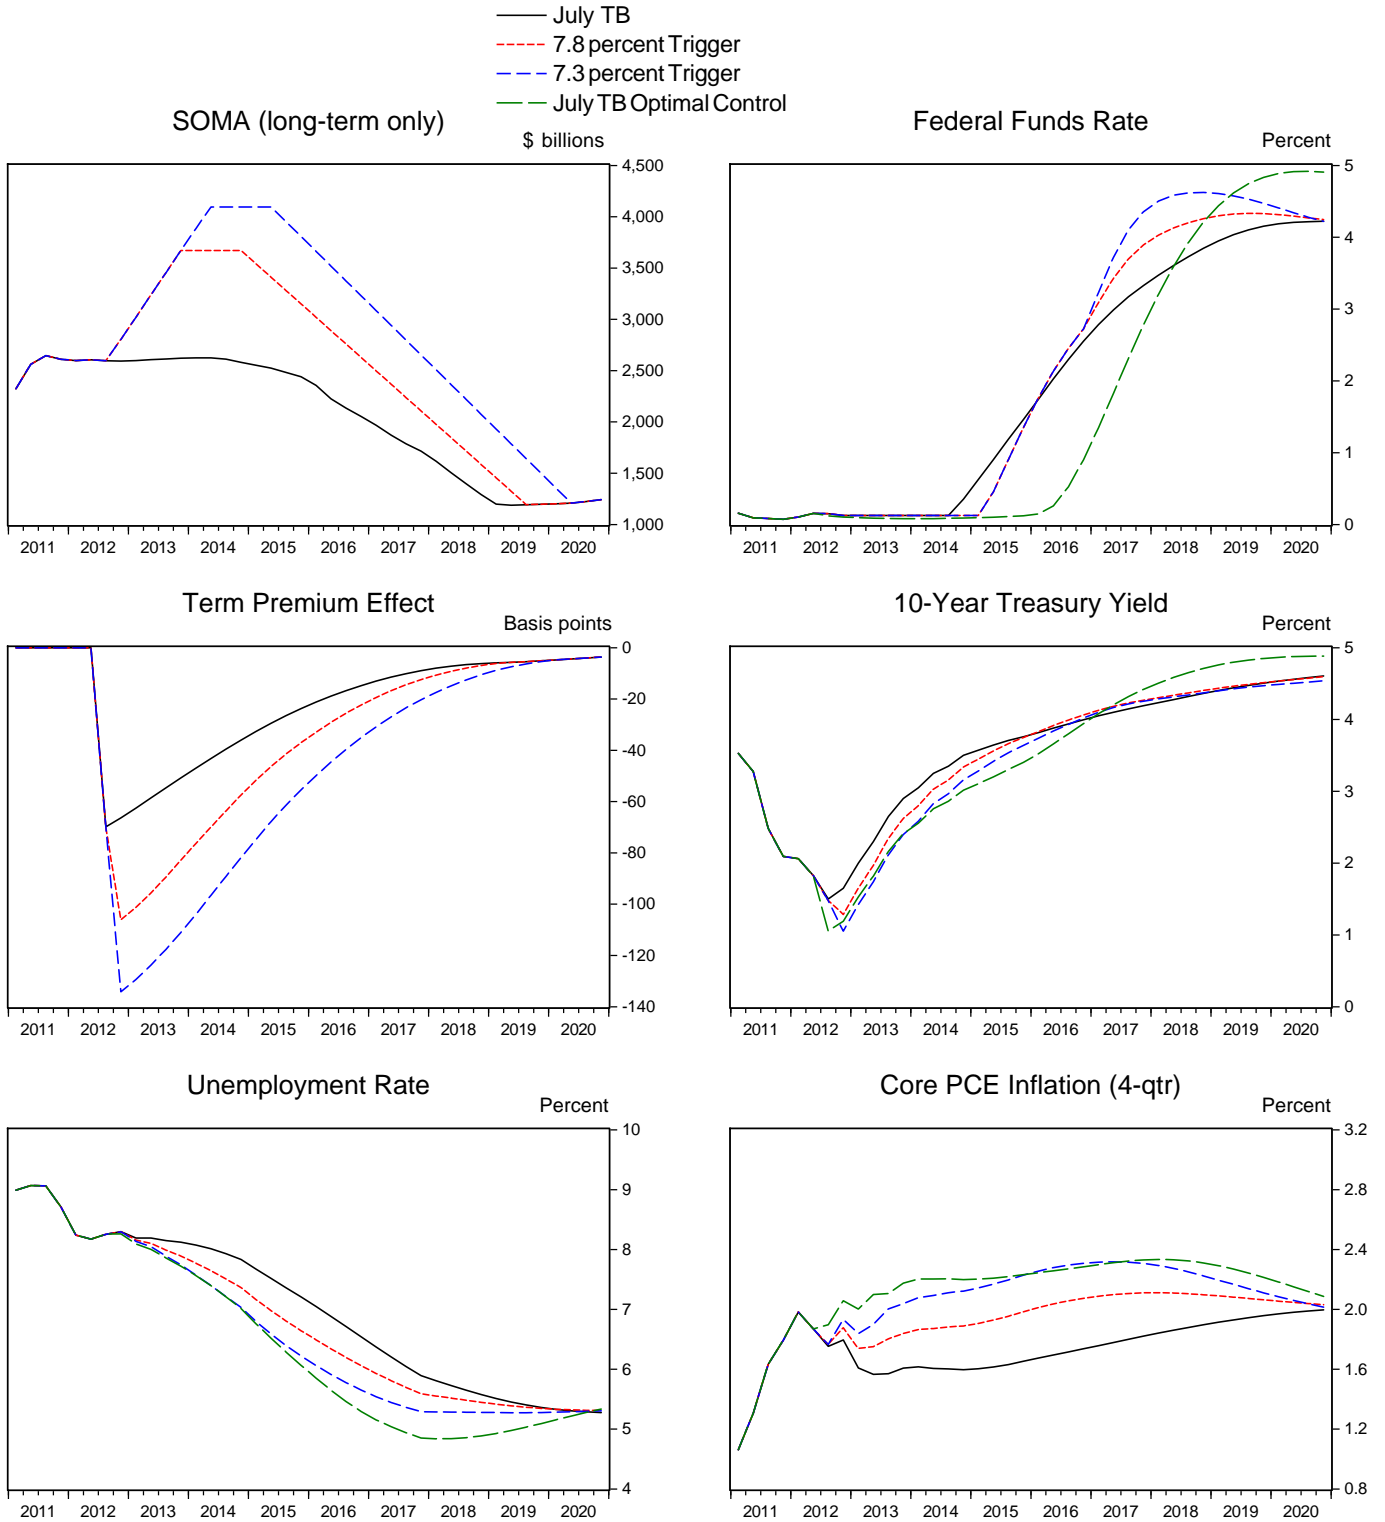 July TB
7.8 percent Trigger
7.3 percent Trigger
July TB Optimal Control
SOMA (long-term only)
$ billions
4,500
4,000
3,500
3,000
2,500
2,000
1,500
1,000
2011 2012 2013 2014 2015 2016 2017 2018 2019 2020
Federal Funds Rate
Percent
5
4
3
2
1
0
2011 2012 2013 2014 2015 2016 2017 2018 2019 2020
Term Premium Effect
Basis points
0
-20
-40
-60
-80
-100
-120
-140
2011 2012 2013 2014 2015 2016 2017 2018 2019 2020
10-Year Treasury Yield
Percent
5
4
3
2
1
0
2011 2012 2013 2014 2015 2016 2017 2018 2019 2020
Unemployment Rate
Percent
10
9
8
7
6
5
4
2011 2012 2013 2014 2015 2016 2017 2018 2019 2020
Core PCE Inflation (4-qtr)
Percent
3.2
2.8
2.4
2.0
1.6
1.2
0.8
2011 2012 2013 2014 2015 2016 2017 2018 2019 2020